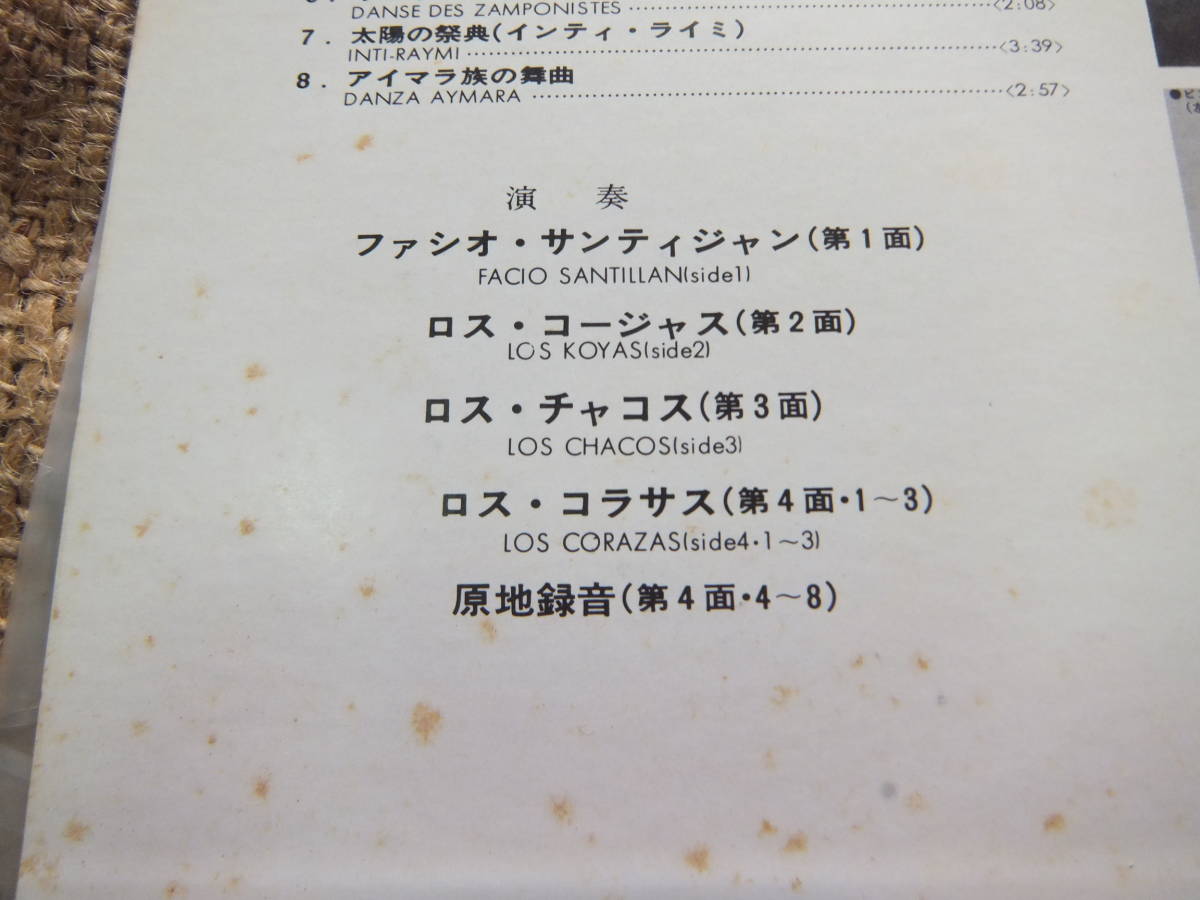 DANSE DES ZAMPONISTES ……………………………………〈2:08〉
7. 太陽の祭典(インティ・ライミ)
INTI-RAYMI ……………………………………〈3:39〉
8. アイマラ族の舞曲
DANZA AYMARA ……………………………………〈2:57〉
演 奏
ファシオ・サンティジャン(第1面)
FACIO SANTILLAN(side1)
ロス・コージャス(第2面)
LOS KOYAS(side2)
ロス・チャコス(第3面)
LOS CHACOS(side3)
ロス・コラサス(第4面・1～3)
LOS CORAZAS(side4・1～3)
原地録音(第4面・4～8)